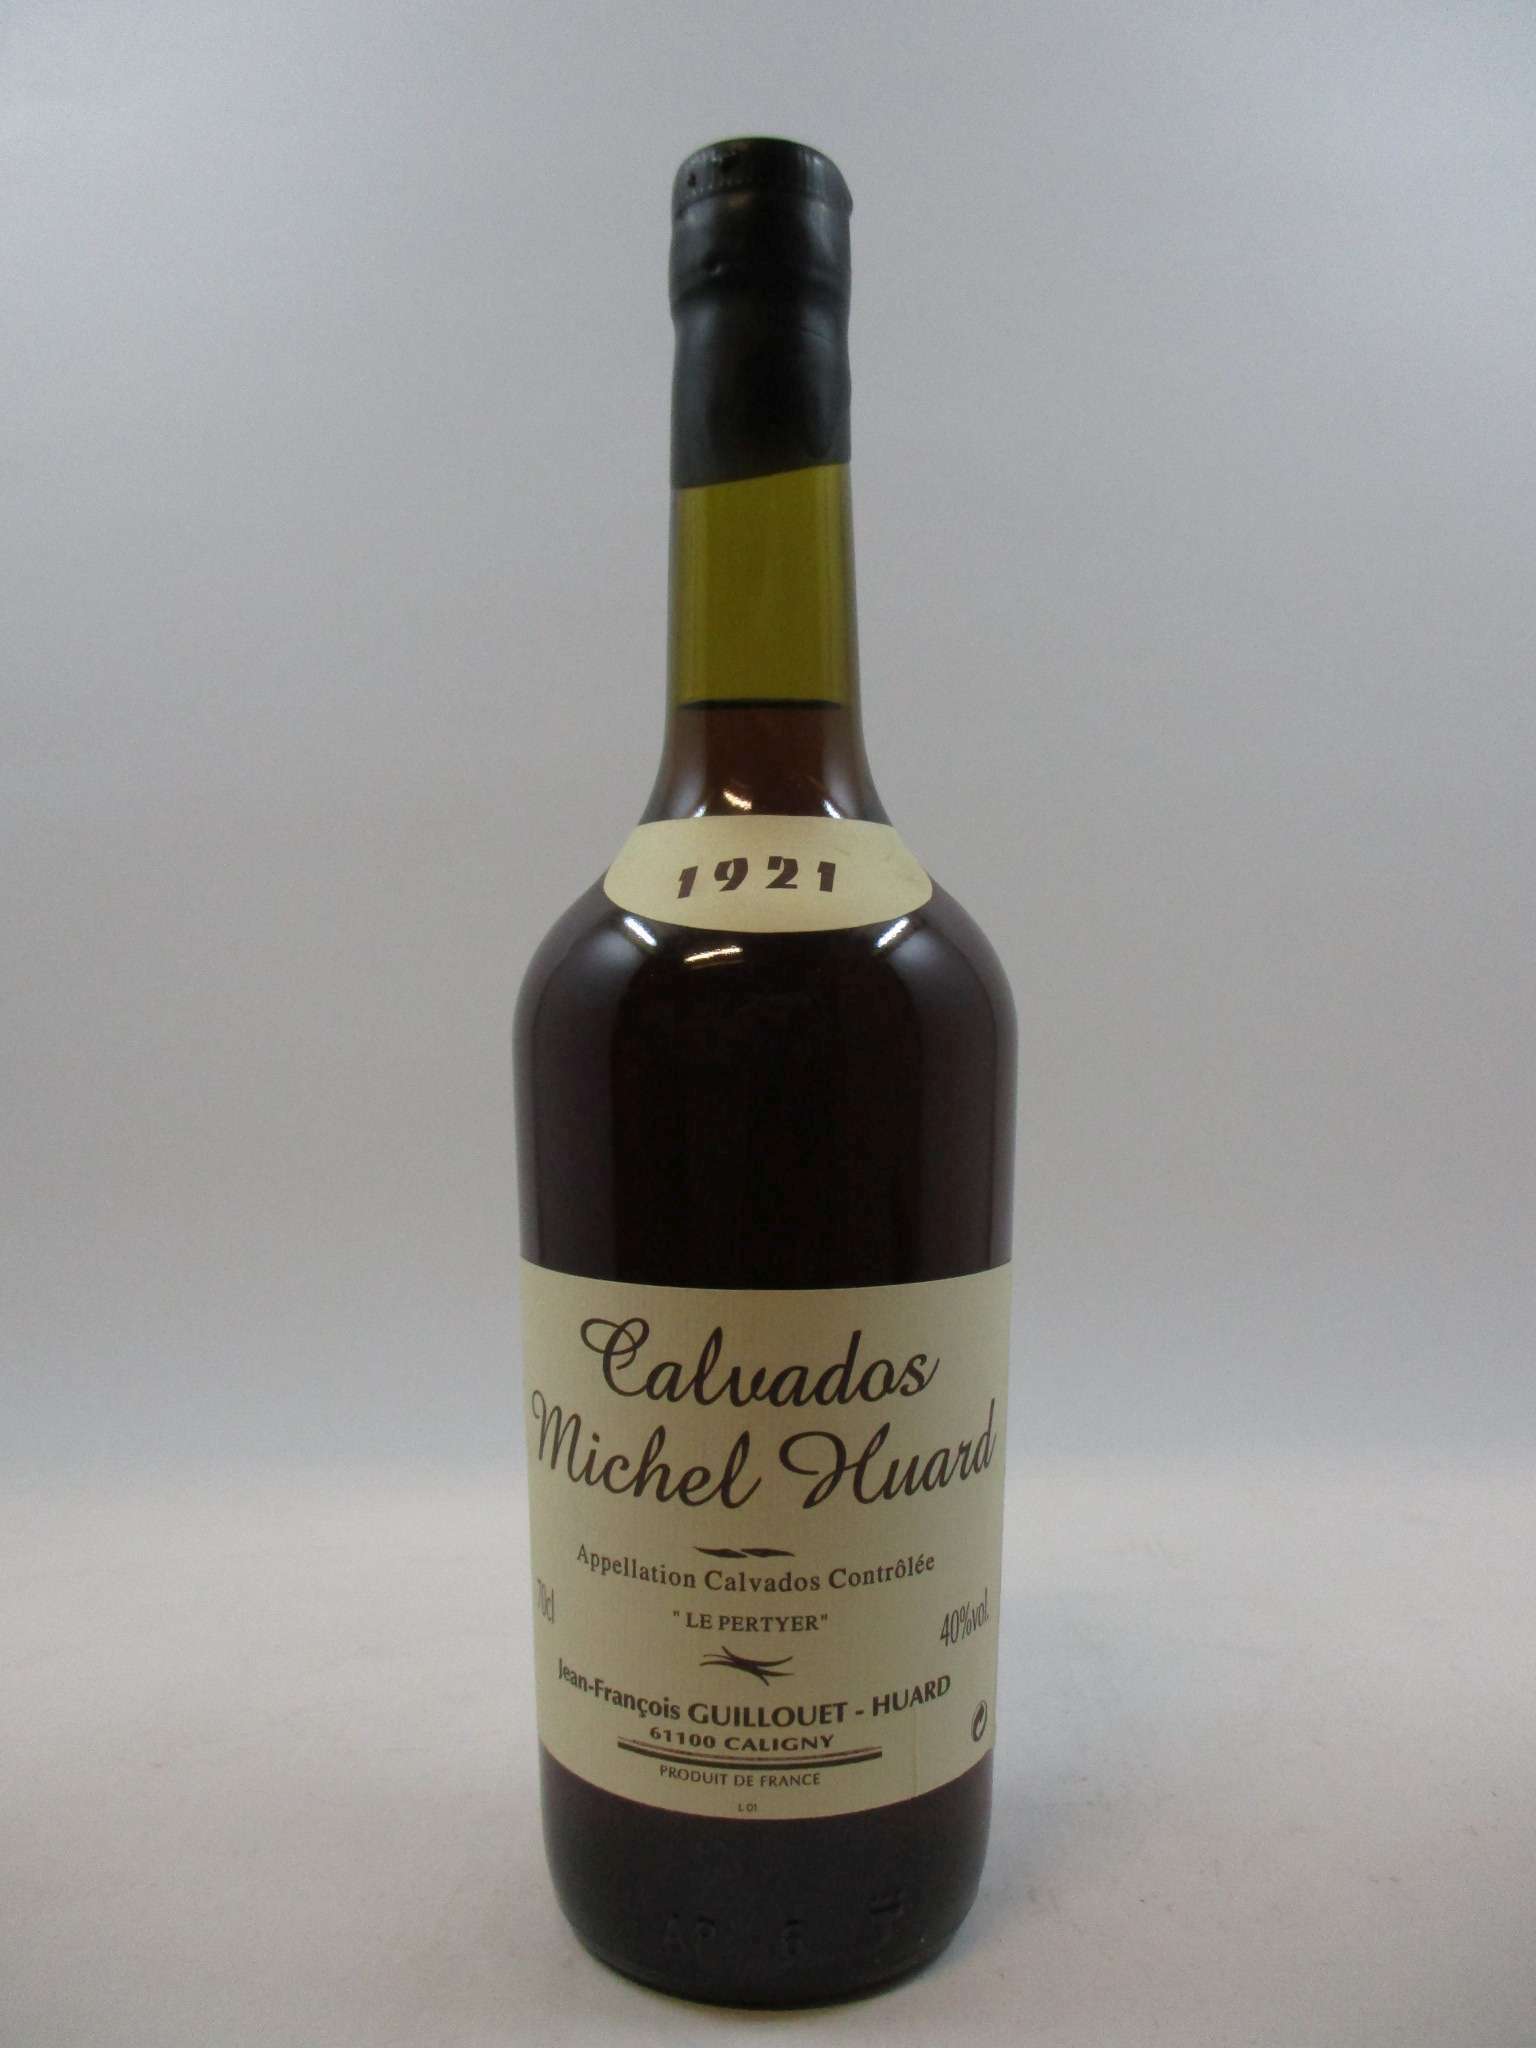 1921
Calvados
Michel Huard
Appellation Calvados Contrôlée
70cl
"LE PERTYER"
40%vol.
Jean-François GUILLOUET - HUARD
61100 CALIGNY
PRODUIT DE FRANCE
L 01